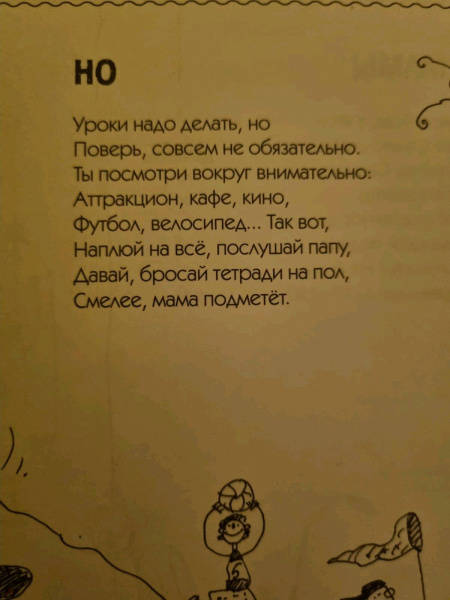 НО
Уроки надо делать, но
Поверь, совсем не обязательно.
Ты посмотри вокруг внимательно:
Аттракцион, кафе, кино,
Футбол, велосипед... Так вот,
Наплюй на всё, послушай папу,
Давай, бросай тетради на пол,
Смелее, мама подметёт.